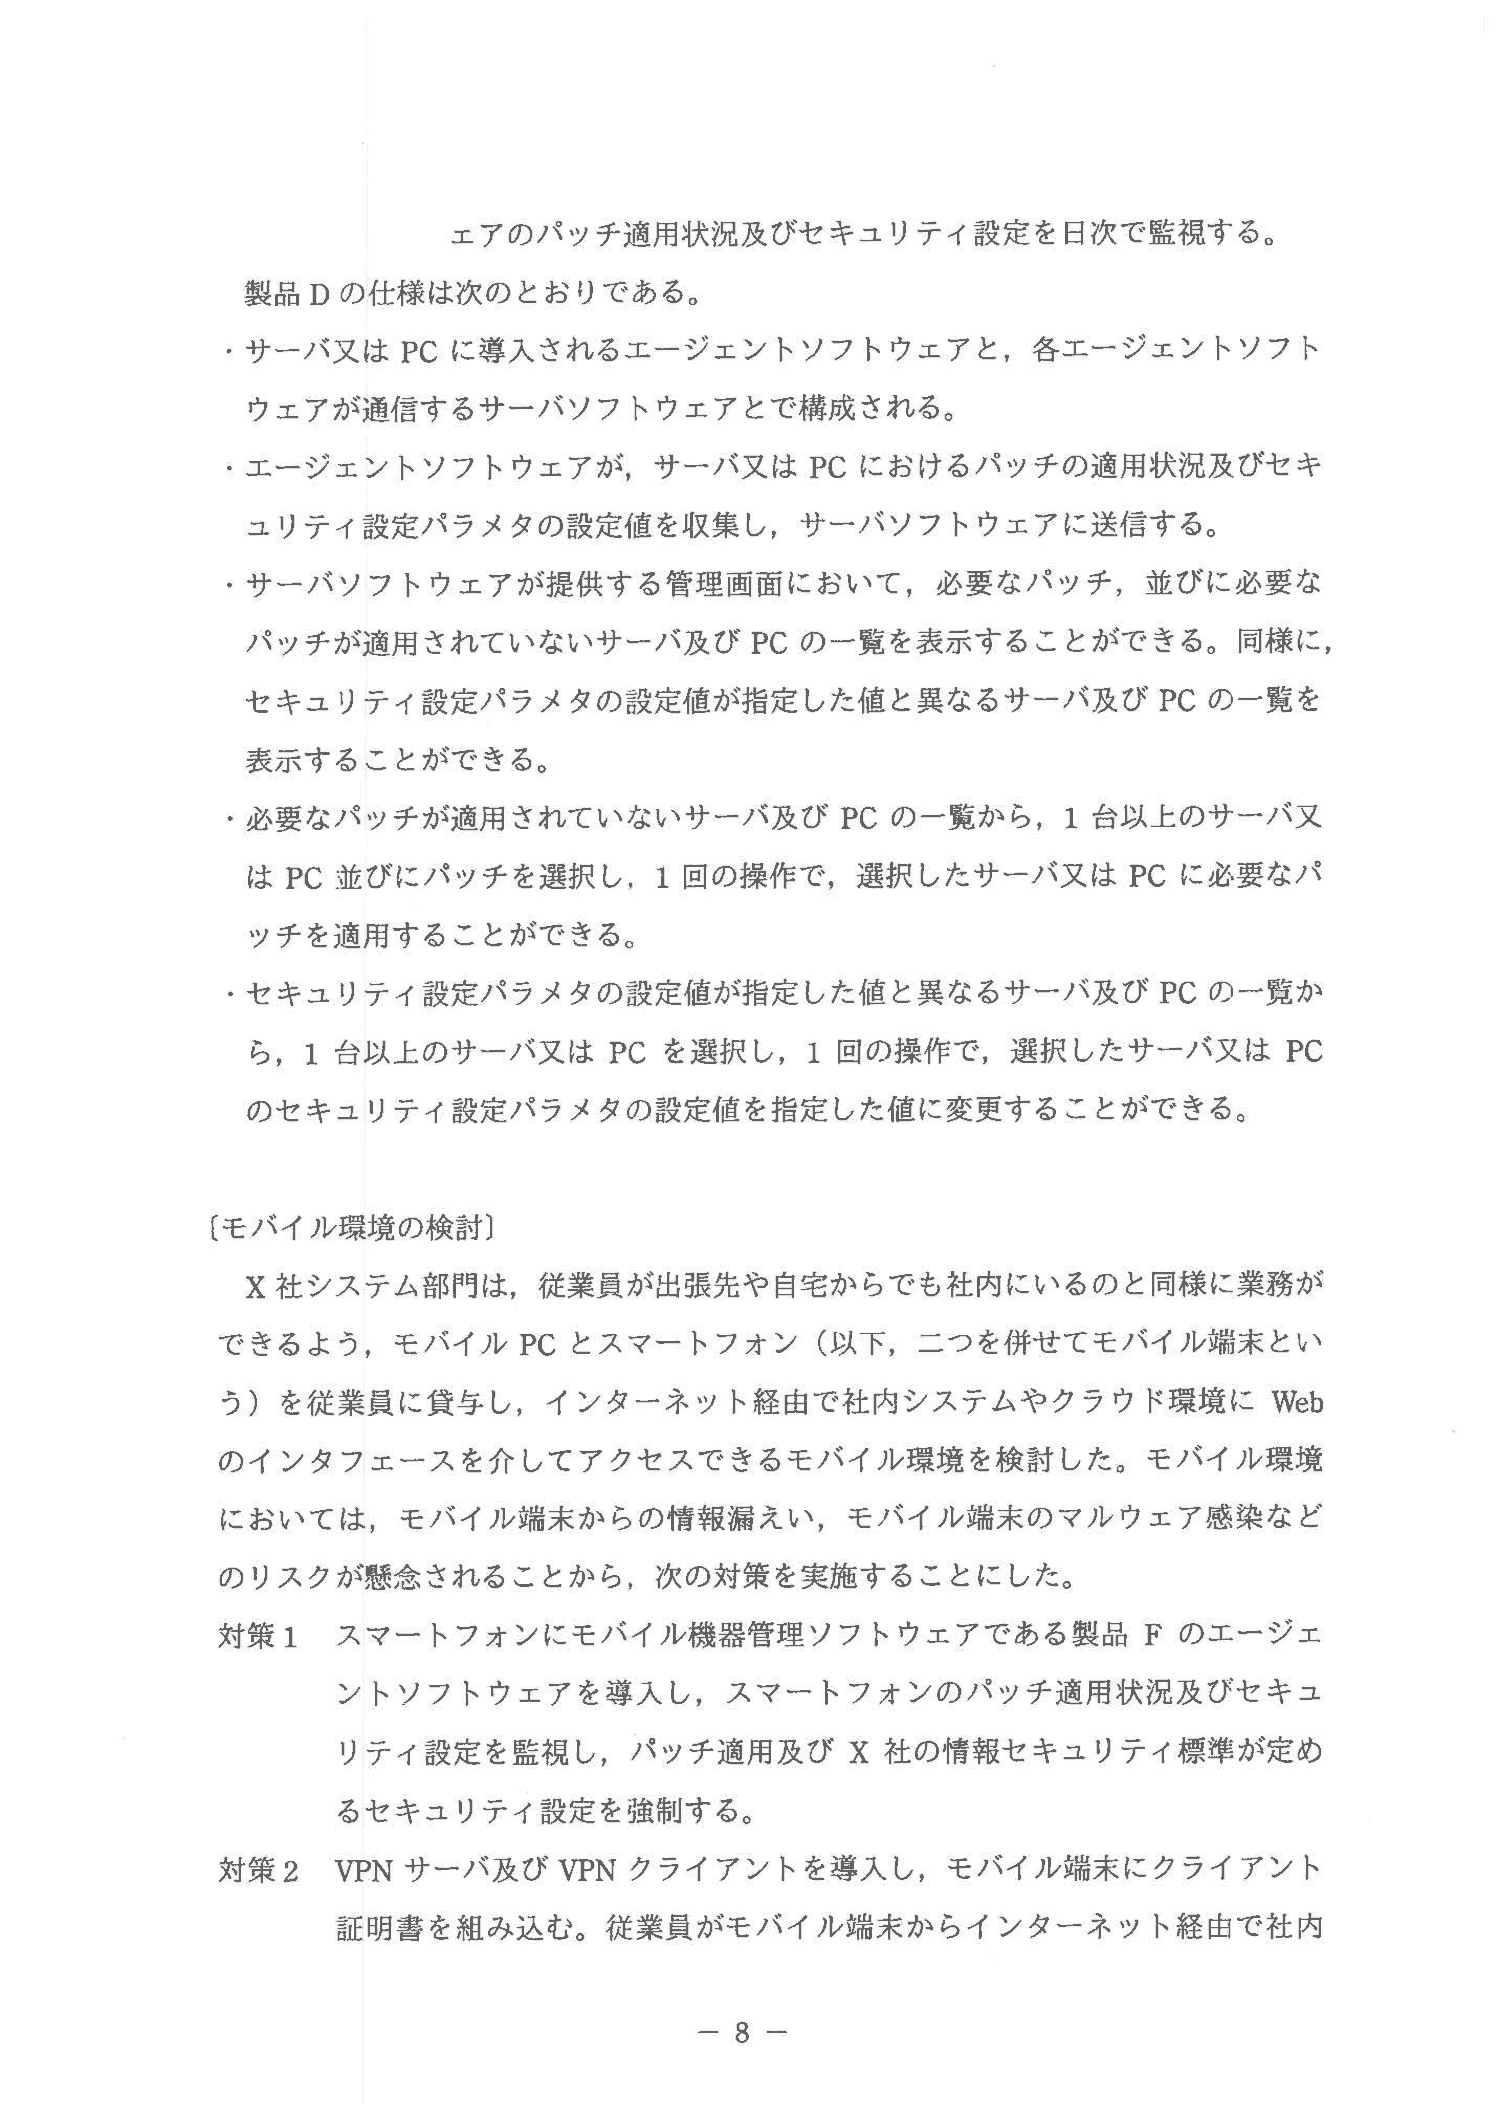 ェアのパッチ適用状況及びセキュリティ設定を日次で監視する。
製品 D の仕様は次のとおりである。
・サーバ又は PC に導入されるエージェントソフトウェアと，各エージェントソフト
ウェアが通信するサーバソフトウェアとで構成される。
・エージェントソフトウェアが，サーバ又は PC におけるパッチの適用状況及びセキ
ュリティ設定パラメタの設定値を収集し，サーバソフトウェアに送信する。
・サーバソフトウェアが提供する管理画面において，必要なパッチ，並びに必要な
パッチが適用されていないサーバ及び PC の一覧を表示することができる。同様に，
セキュリティ設定パラメタの設定値が指定した値と異なるサーバ及び PC の一覧を
表示することができる。
・必要なパッチが適用されていないサーバ及び PC の一覧から，1 台以上のサーバ又
は PC 並びにパッチを選択し，1 回の操作で，選択したサーバ又は PC に必要なパ
ッチを適用することができる。
・セキュリティ設定パラメタの設定値が指定した値と異なるサーバ及び PC の一覧か
ら，1 台以上のサーバ又は PC を選択し，1 回の操作で，選択したサーバ又は PC
のセキュリティ設定パラメタの設定値を指定した値に変更することができる。
〔モバイル環境の検討〕
X 社システム部門は，従業員が出張先や自宅からでも社内にいるのと同様に業務が
できるよう，モバイル PC とスマートフォン（以下，二つを併せてモバイル端末とい
う）を従業員に貸与し，インターネット経由で社内システムやクラウド環境に Web
のインタフェースを介してアクセスできるモバイル環境を検討した。モバイル環境
においては，モバイル端末からの情報漏えい，モバイル端末のマルウェア感染など
のリスクが懸念されることから，次の対策を実施することにした。
対策 1 スマートフォンにモバイル機器管理ソフトウェアである製品 F のエージェ
ントソフトウェアを導入し，スマートフォンのパッチ適用状況及びセキュ
リティ設定を監視し，パッチ適用及び X 社の情報セキュリティ標準が定め
るセキュリティ設定を強制する。
対策 2 VPN サーバ及び VPN クライアントを導入し，モバイル端末にクライアント
証明書を組み込む。従業員がモバイル端末からインターネット経由で社内
－ 8 －